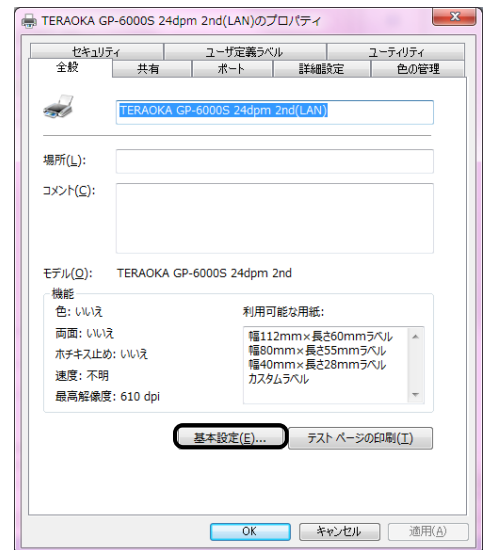 TERAOKA GP-6000S 24dpm 2nd(LAN)のプロパティ
セキュリティ ユーザ定義ラベル ユーティリティ
全般 共有 ポート 詳細設定 色の管理
TERAOKA GP-6000S 24dpm 2nd(LAN)
場所(L):
コメント(C):
モデル(O): TERAOKA GP-6000S 24dpm 2nd
機能
色: いいえ 利用可能な用紙:
両面: いいえ 幅112mm×長さ60mmラベル
幅80mm×長さ55mmラベル
ホチキス止め: いいえ 幅40mm×長さ28mmラベル
速度: 不明 カスタムラベル
最高解像度: 610 dpi
基本設定(E)... テスト ページの印刷(T)
OK キャンセル 適用(A)